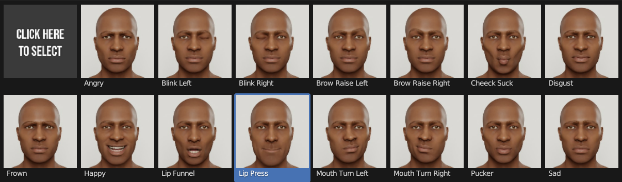 CLICK HERE
TO SELECT
Angry
Blink Left
Blink Right
Brow Raise Left
Brow Raise Right
Cheeck Suck
Disgust
Frown
Happy
Lip Funnel
Lip Press
Mouth Turn Left
Mouth Turn Right
Pucker
Sad